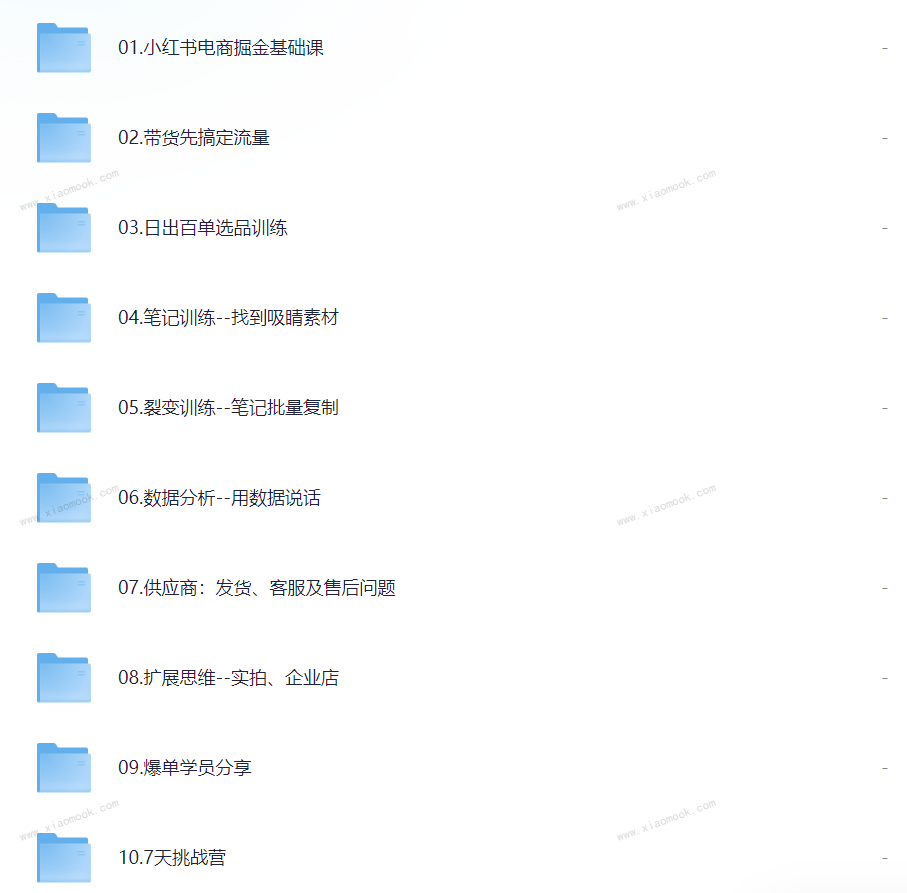 01.小红书电商掘金基础课
-
02.带货先搞定流量
-
www.xiaomook.com
www.xiaomook.com
03.日出百单选品训练
-
04.笔记训练--找到吸睛素材
-
05.裂变训练--笔记批量复制
-
06.数据分析--用数据说话
-
www.xiaomook.com
www.xiaomook.com
07.供应商：发货、客服及售后问题
-
08.扩展思维--实拍、企业店
-
09.爆单学员分享
-
www.xiaomook.com
www.xiaomook.com
10.7天挑战营
-